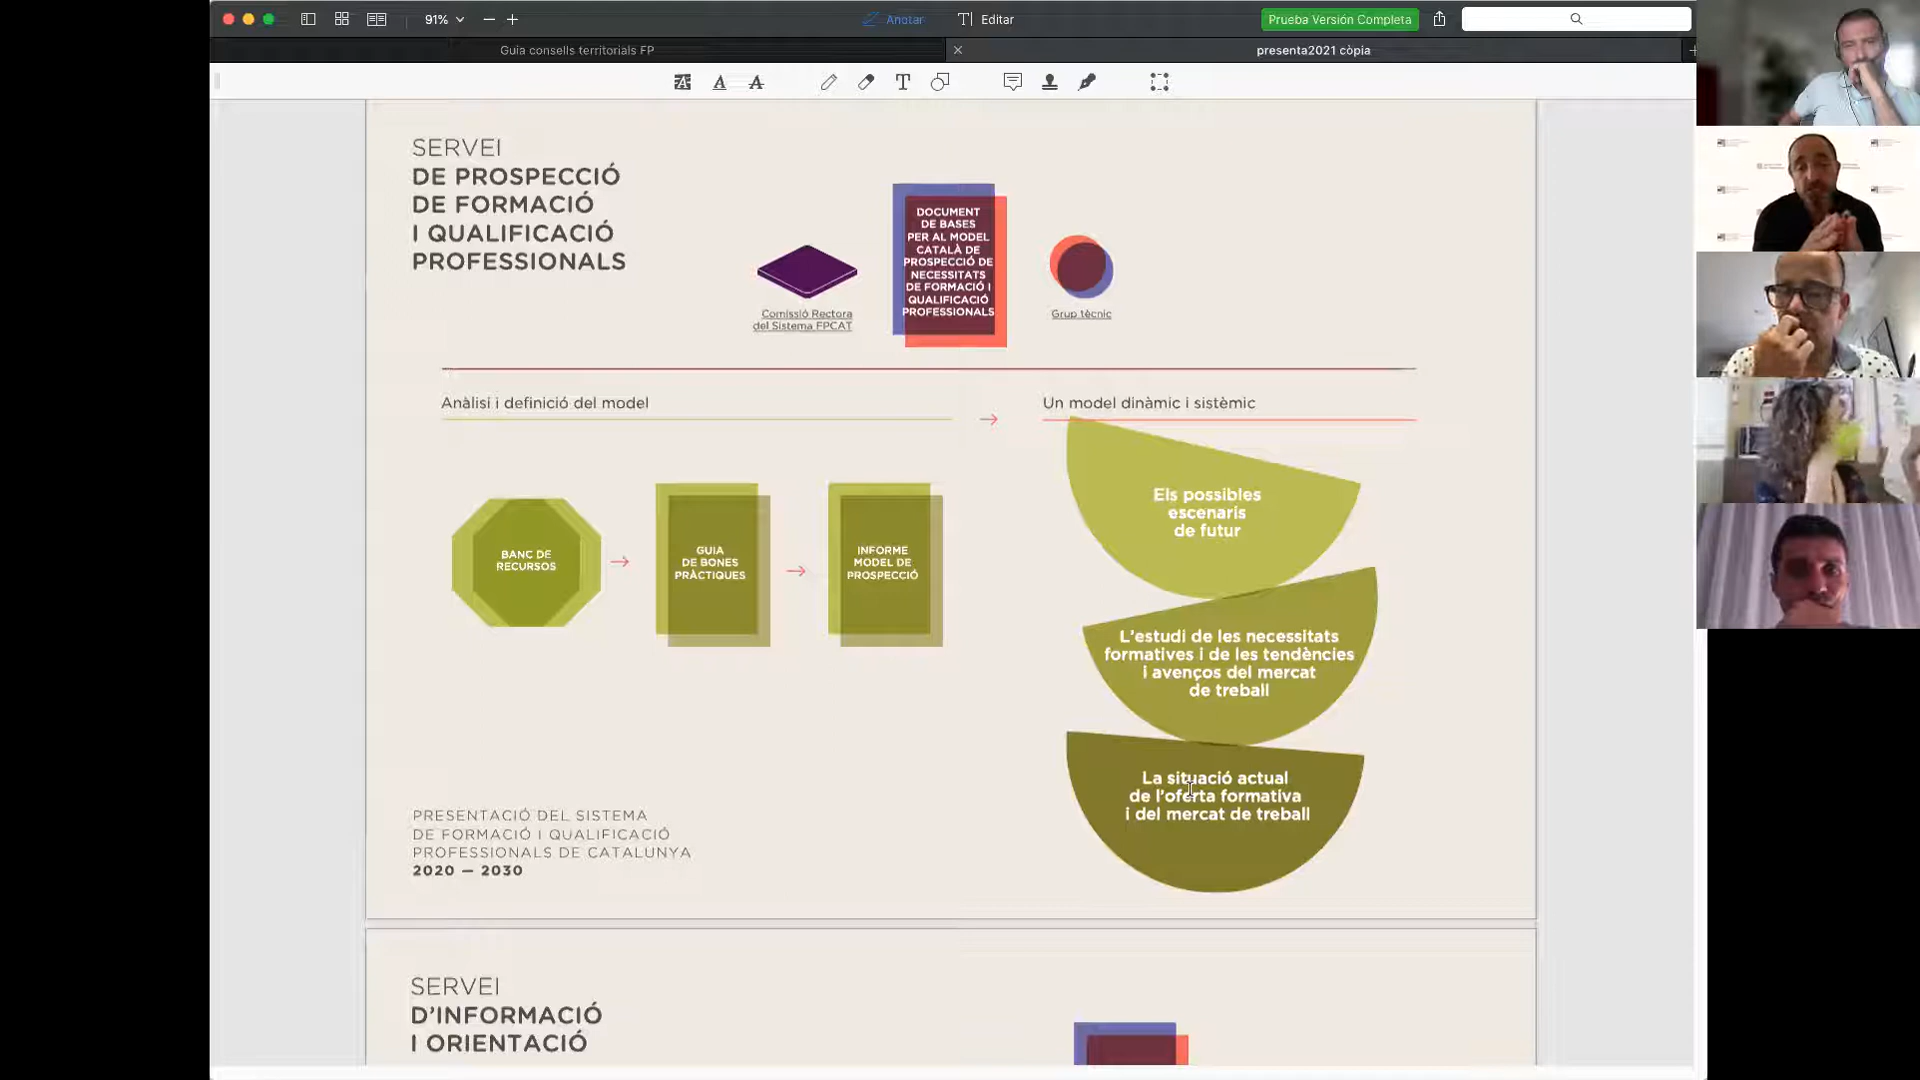 91%
Anotar
Editar
Prueba Versión Completa
Guia consells territorials FP
presenta2021 còpia
SERVEI
DE PROSPECCIÓ
DE FORMACIÓ
I QUALIFICACIÓ
PROFESSIONALS
Comissió Rectora
del Sistema FPCAT
DOCUMENT
DE BASES
PER AL MODEL
CATALÀ DE
PROSPECCIÓ DE
NECESSITATS
DE FORMACIÓ I
QUALIFICACIÓ
PROFESSIONALS
Grup tècnic
Anàlisi i definició del model
Un model dinàmic i sistèmic
BANC DE
RECURSOS
GUIA
DE BONES
PRÀCTIQUES
INFORME
MODEL DE
PROSPECCIÓ
Els possibles
escenaris
de futur
L'estudi de les necessitats
formatives i de les tendències
i avenços del mercat
de treball
La situació actual
de l'oferta formativa
i del mercat de treball
PRESENTACIÓ DEL SISTEMA
DE FORMACIÓ I QUALIFICACIÓ
PROFESSIONALS DE CATALUNYA
2020 — 2030
SERVEI
D'INFORMACIÓ
I ORIENTACIÓ